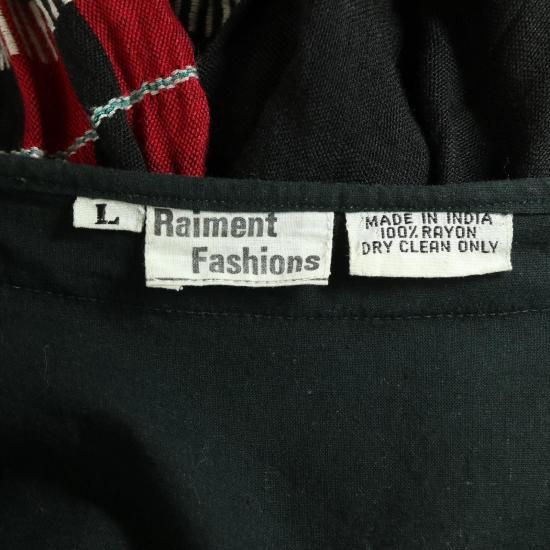 L
Raiment
Fashions
MADE IN INDIA
100% RAYON
DRY CLEAN ONLY